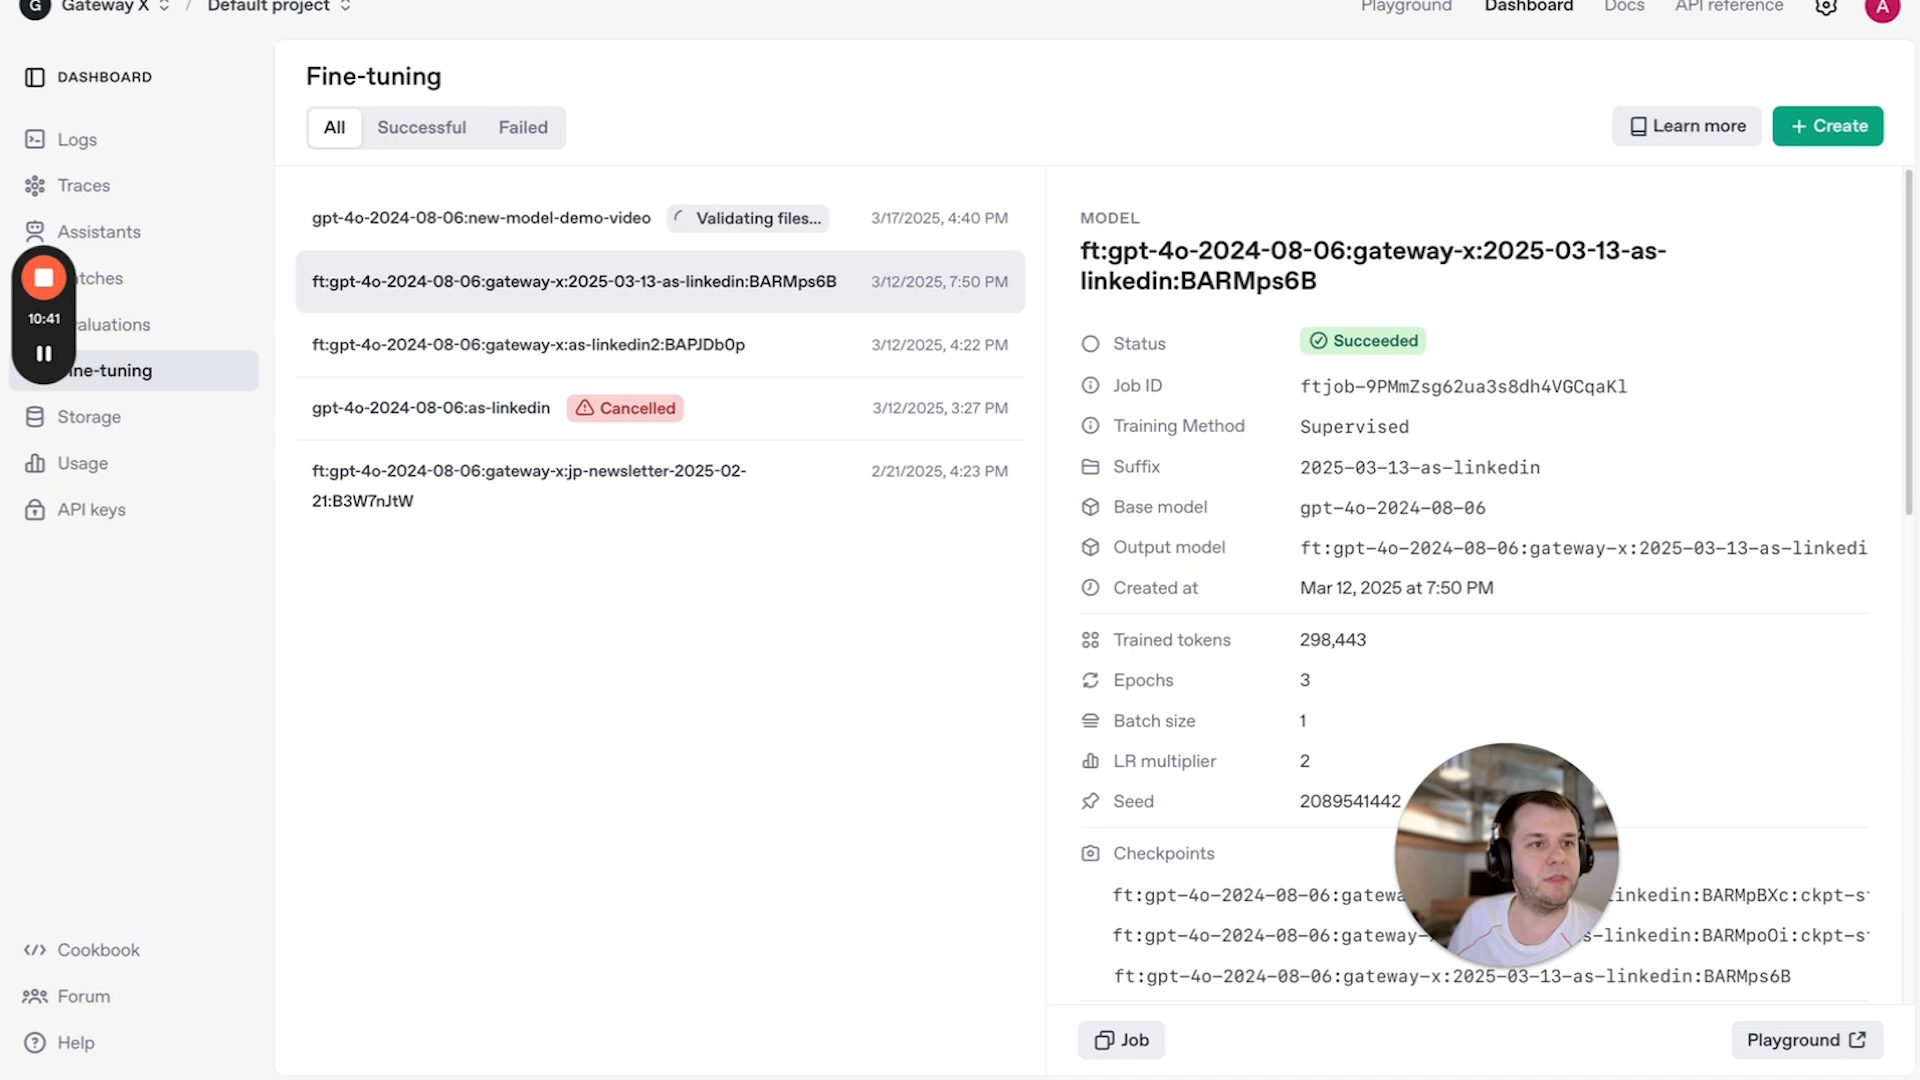 G Gateway X / Default project
Playground Dashboard Docs API reference A
DASHBOARD
Logs
Traces
Assistants
10:41
Fine-tuning
Storage
Usage
API keys
Cookbook
Forum
Help
Fine-tuning
All Successful Failed
Learn more
+ Create
gpt-4o-2024-08-06:new-model-demo-video Validating files... 3/17/2025, 4:40 PM
ft:gpt-4o-2024-08-06:gateway-x:2025-03-13-as-linkedin:BARMps6B 3/12/2025, 7:50 PM
ft:gpt-4o-2024-08-06:gateway-x:as-linkedin2:BAPJDb0p 3/12/2025, 4:22 PM
gpt-4o-2024-08-06:as-linkedin Cancelled 3/12/2025, 3:27 PM
ft:gpt-4o-2024-08-06:gateway-x:jp-newsletter-2025-02-
21:B3W7nJtW 2/21/2025, 4:23 PM
MODEL
ft:gpt-4o-2024-08-06:gateway-x:2025-03-13-as-
linkedin:BARMps6B
Status Succeeded
Job ID ftjob-9PMmZsg62ua3s8dh4VGCqaKl
Training Method Supervised
Suffix 2025-03-13-as-linkedin
Base model gpt-4o-2024-08-06
Output model ft:gpt-4o-2024-08-06:gateway-x:2025-03-13-as-linkedi
Created at Mar 12, 2025 at 7:50 PM
Trained tokens 298,443
Epochs 3
Batch size 1
LR multiplier 2
Seed 2089541442
Checkpoints
ft:gpt-4o-2024-08-06:gatewa inkedin:BARMpBXc:ckpt-s
ft:gpt-4o-2024-08-06:gateway- s-linkedin:BARMpoOi:ckpt-s
ft:gpt-4o-2024-08-06:gateway-x:2025-03-13-as-linkedin:BARMps6B
Job
Playground